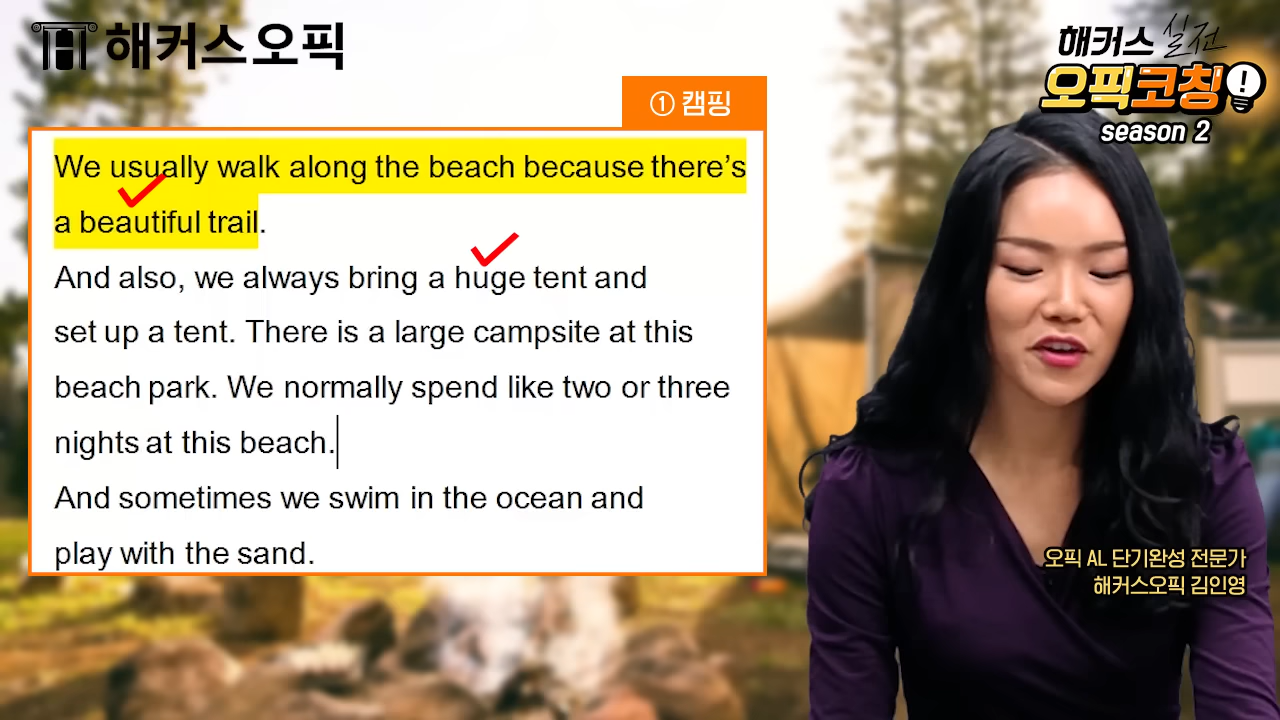 해커스 오픽
해커스 실전
오픽코칭!
season 2
① 캠핑
We usually walk along the beach because there’s
a beautiful trail.
And also, we always bring a huge tent and
set up a tent. There is a large campsite at this
beach park. We normally spend like two or three
nights at this beach.
And sometimes we swim in the ocean and
play with the sand.
오픽 AL 단기완성 전문가
해커스오픽 김인영